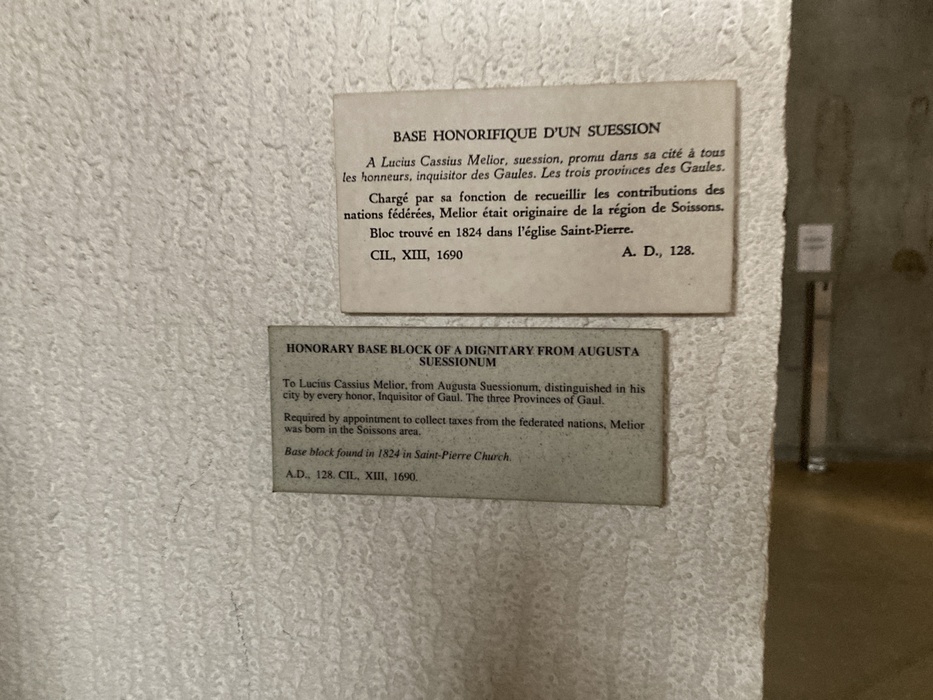 BASE HONORIFIQUE D'UN SUESSION
A Lucius Cassius Melior, suession, promu dans sa cité à tous
les honneurs, inquisitor des Gaules. Les trois provinces des Gaules.
Chargé par sa fonction de recueillir les contributions des
nations fédérées, Melior était originaire de la région de Soissons.
Bloc trouvé en 1824 dans l'église Saint-Pierre.
CIL, XIII, 1690 A. D., 128.
HONORARY BASE BLOCK OF A DIGNITARY FROM AUGUSTA
SUESSIONUM
To Lucius Cassius Melior, from Augusta Suessionum, distinguished in his
city by every honor, Inquisitor of Gaul. The three Provinces of Gaul.
Required by appointment to collect taxes from the federated nations, Melior
was born in the Soissons area.
Base block found in 1824 in Saint-Pierre Church.
A.D., 128. CIL, XIII, 1690.